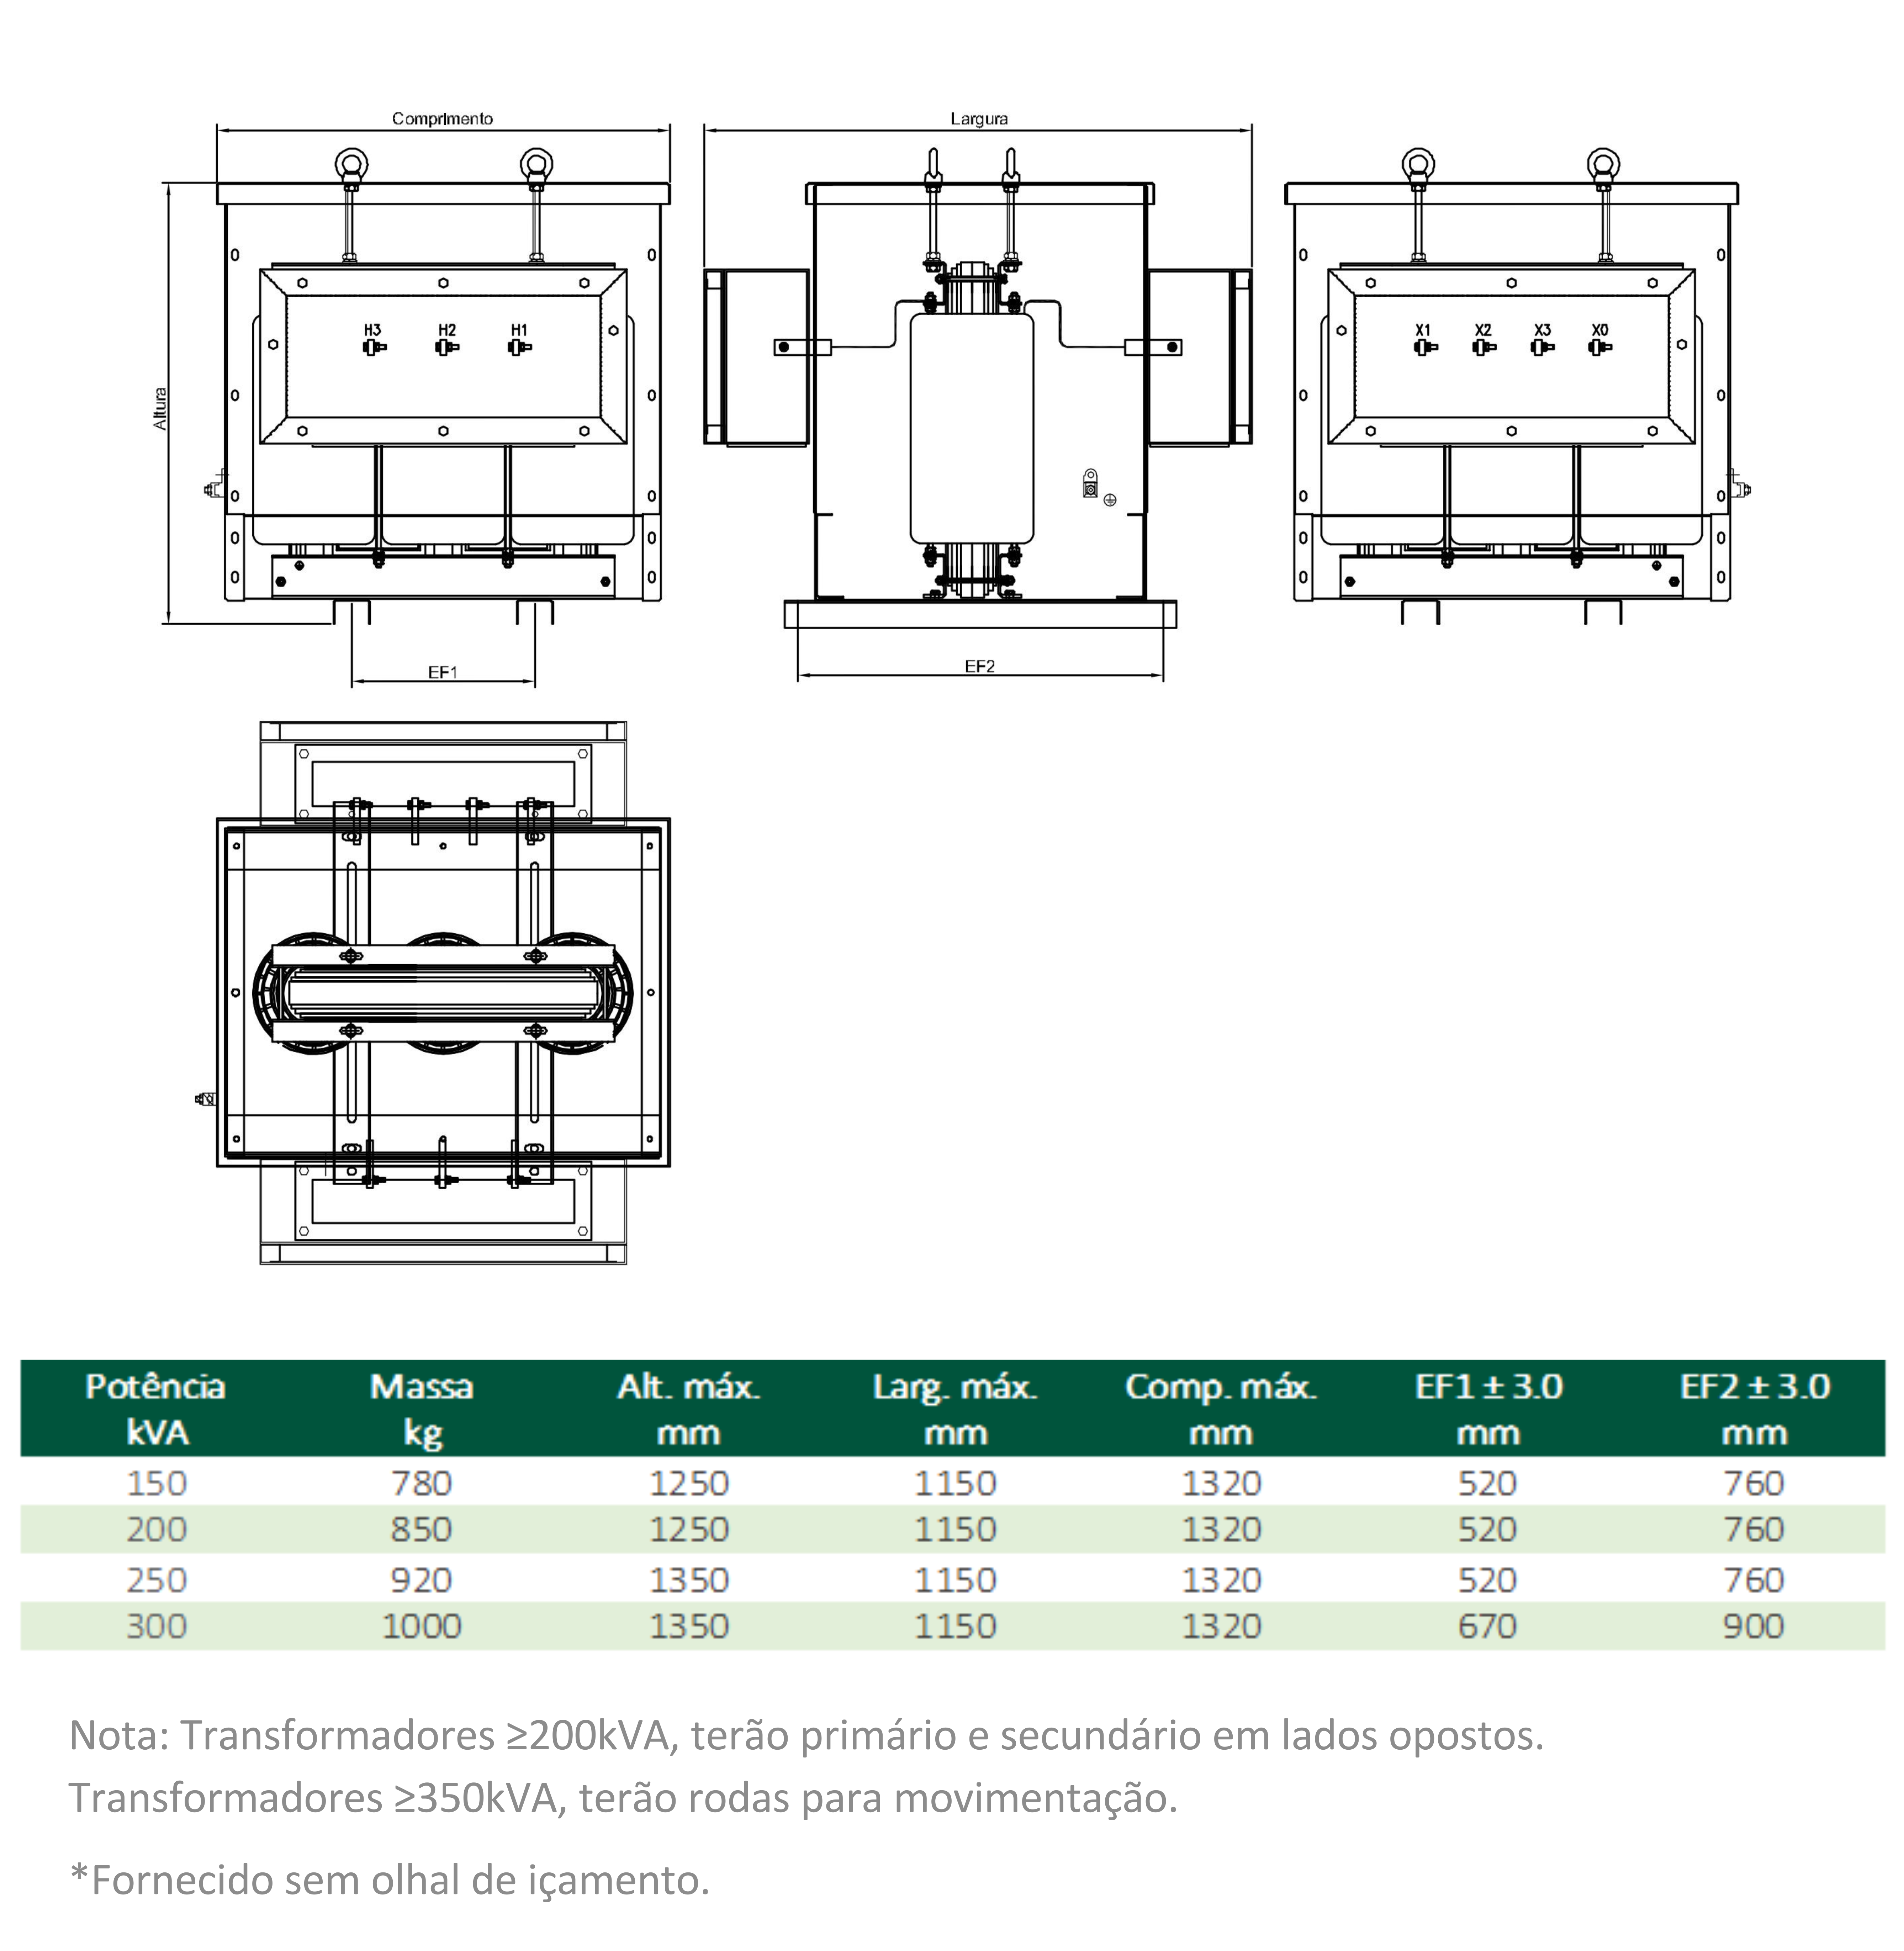 Comprimento
Largura
Altura
H3 H2 H1
X1 X2 X3 X0
EF1
EF2
Potência kVA Massa kg Alt. máx. mm Larg. máx. mm Comp. máx. mm EF1 ± 3.0 mm EF2 ± 3.0 mm
150 780 1250 1150 1320 520 760
200 850 1250 1150 1320 520 760
250 920 1350 1150 1320 520 760
300 1000 1350 1150 1320 670 900
Nota: Transformadores ≥200kVA, terão primário e secundário em lados opostos.
Transformadores ≥350kVA, terão rodas para movimentação.
*Fornecido sem olhal de içamento.